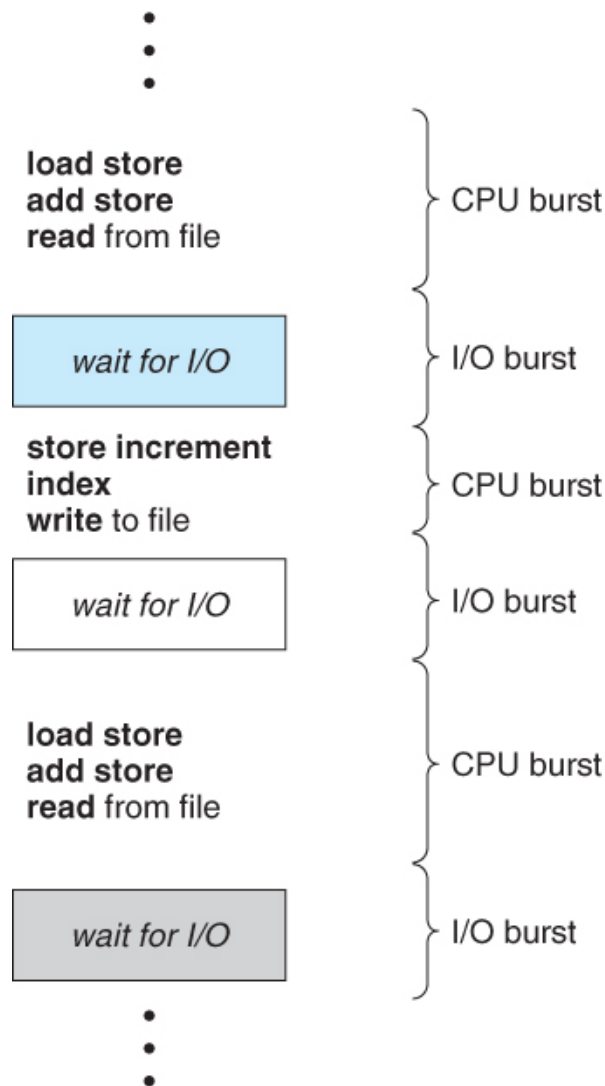 load store
add store
read from file
CPU burst
wait for I/O
I/O burst
store increment
index
write to file
CPU burst
wait for I/O
I/O burst
load store
add store
read from file
CPU burst
wait for I/O
I/O burst